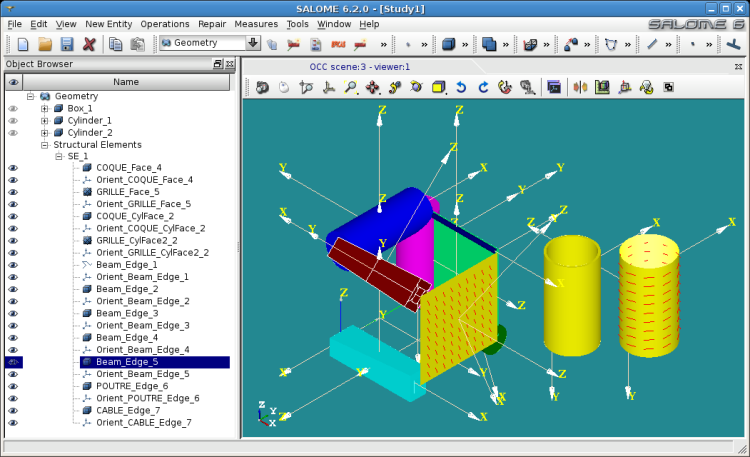 SALOME 6.2.0 - [Study1]
File Edit View New Entity Operations Repair Measures Tools Window Help
SALOME 6
Geometry
Object Browser
OCC scene:3 - viewer:1
Name
Geometry
Box_1
Cylinder_1
Cylinder_2
Structural Elements
SE_1
COQUE_Face_4
Orient_COQUE_Face_4
GRILLE_Face_5
Orient_GRILLE_Face_5
COQUE_CylFace_2
Orient_COQUE_CylFace_2
GRILLE_CylFace2_2
Orient_GRILLE_CylFace2_2
Beam_Edge_1
Orient_Beam_Edge_1
Beam_Edge_2
Orient_Beam_Edge_2
Beam_Edge_3
Orient_Beam_Edge_3
Beam_Edge_4
Orient_Beam_Edge_4
Beam_Edge_5
Orient_Beam_Edge_5
POUTRE_Edge_6
Orient_POUTRE_Edge_6
CABLE_Edge_7
Orient_CABLE_Edge_7
Z Z
Z
Y X Y
Z Z Y
X Z Z
Y X X
Y
X
Z Z
Y
X Y Z
Y Y
X
Z X X
Z
Y
X